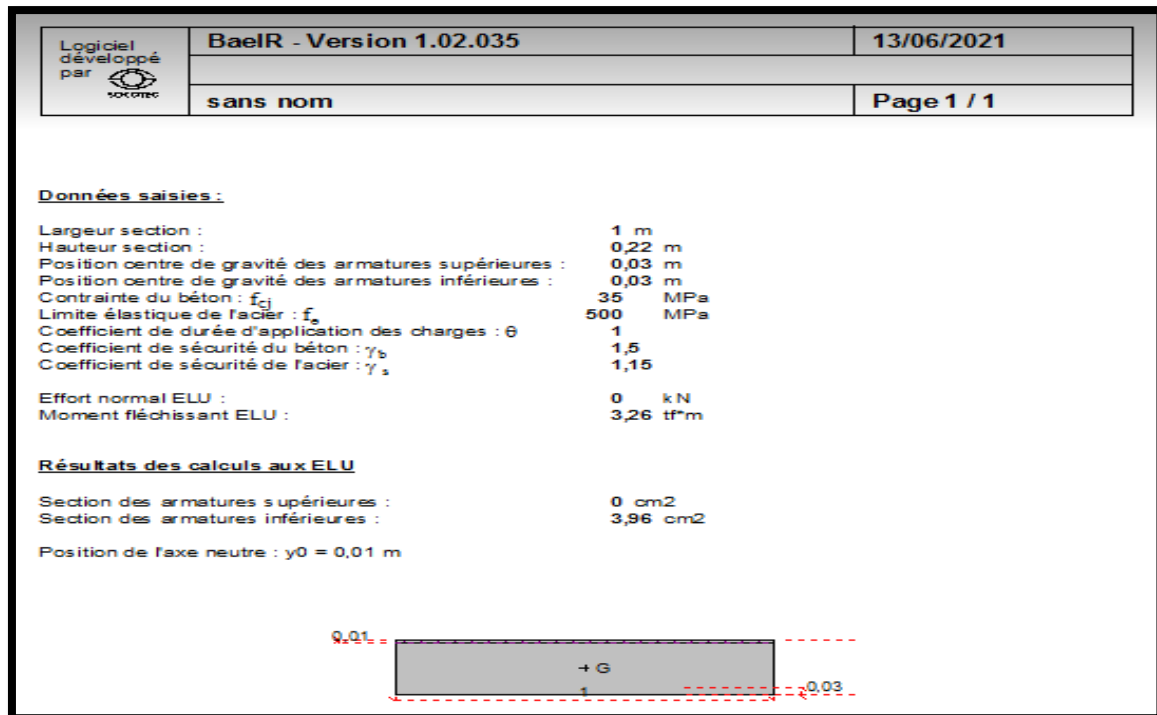 Logiciel
développé
par
SOCOTEC
BaelR - Version 1.02.035
13/06/2021
sans nom
Page 1 / 1
Données saisies :
Largeur section : 1 m
Hauteur section : 0,22 m
Position centre de gravité des armatures supérieures : 0,03 m
Position centre de gravité des armatures inférieures : 0,03 m
Contrainte du béton : fcj 35 MPa
Limite élastique de l'acier : fe 500 MPa
Coefficient de durée d'application des charges : θ 1
Coefficient de sécurité du béton : γb 1,5
Coefficient de sécurité de l'acier : γs 1,15
Effort normal ELU : 0 kN
Moment fléchissant ELU : 3,26 tf*m
Résultats des calculs aux ELU
Section des armatures supérieures : 0 cm2
Section des armatures inférieures : 3,96 cm2
Position de l'axe neutre : y0 = 0,01 m
0,01
+ G
1
0,03